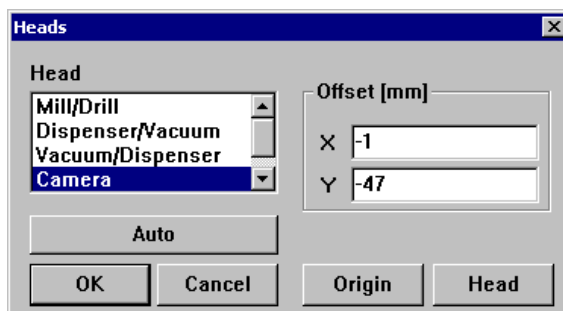 Heads
Head
Mill/Drill
Dispenser/Vacuum
Vacuum/Dispenser
Camera
Offset [mm]
X -1
Y -47
Auto
OK Cancel Origin Head